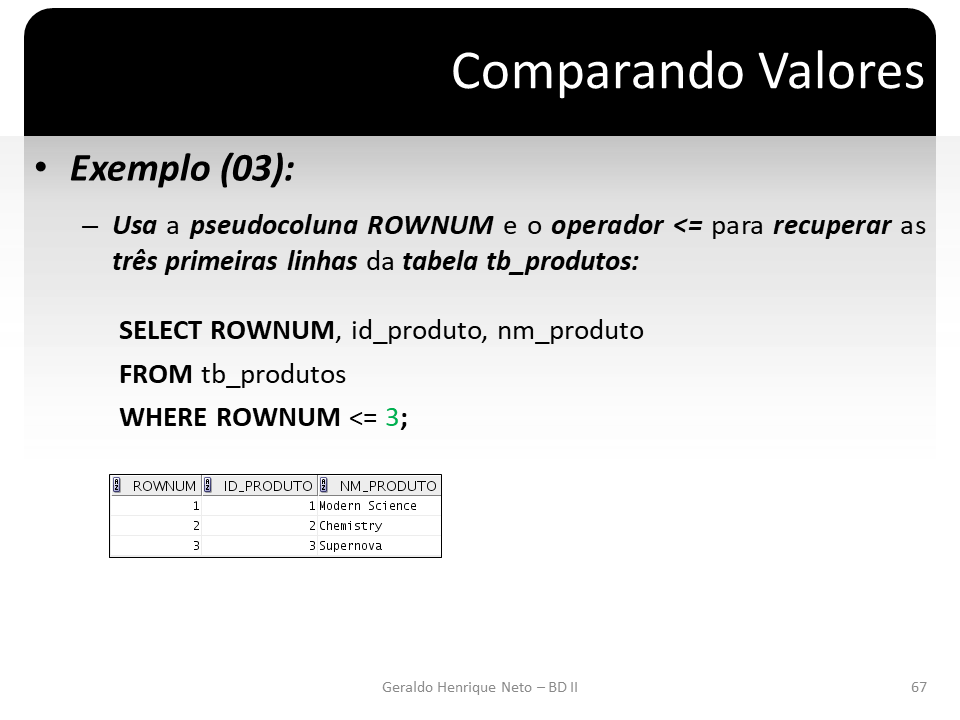 Comparando Valores
• Exemplo (03):
– Usa a pseudocoluna ROWNUM e o operador <= para recuperar as
três primeiras linhas da tabela tb_produtos:
SELECT ROWNUM, id_produto, nm_produto
FROM tb_produtos
WHERE ROWNUM <= 3;
ROWNUM ID_PRODUTO NM_PRODUTO
1 1 Modern Science
2 2 Chemistry
3 3 Supernova
Geraldo Henrique Neto – BD II 67